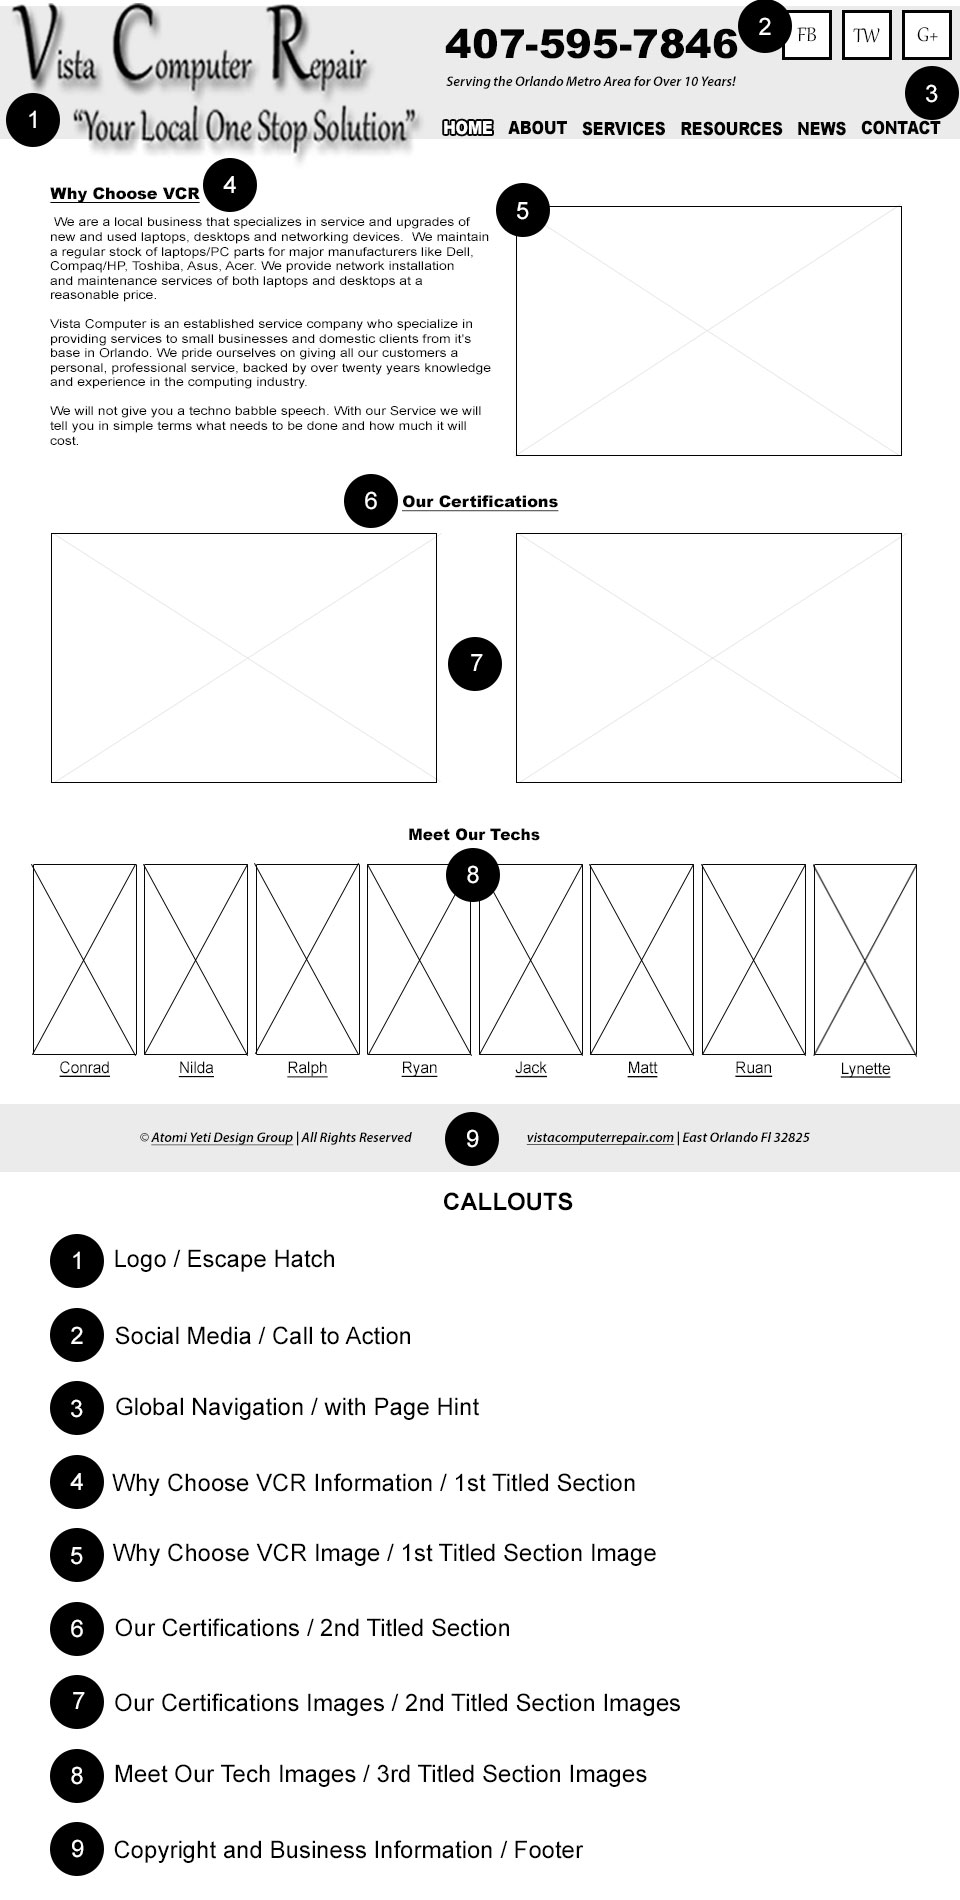 Vista Computer Repair
"Your Local One Stop Solution"
1
407-595-7846
2
FB
TW
G+
Serving the Orlando Metro Area for Over 10 Years!
3
HOME ABOUT SERVICES RESOURCES NEWS CONTACT
Why Choose VCR
4
We are a local business that specializes in service and upgrades of
new and used laptops, desktops and networking devices.  We maintain
a regular stock of laptops/PC parts for major manufacturers like Dell,
Compaq/HP, Toshiba, Asus, Acer. We provide network installation
and maintenance services of both laptops and desktops at a
reasonable price.
Vista Computer is an established service company who specialize in
providing services to small businesses and domestic clients from it's
base in Orlando. We pride ourselves on giving all our customers a
personal, professional service, backed by over twenty years knowledge
and experience in the computing industry.
We will not give you a techno babble speech. With our Service we will
tell you in simple terms what needs to be done and how much it will
cost.
5
6
Our Certifications
7
Meet Our Techs
8
Conrad Nilda Ralph Ryan Jack Matt Ruan Lynette
© Atomi Yeti Design Group | All Rights Reserved
9
vistacomputerrepair.com | East Orlando Fl 32825
CALLOUTS
1 Logo / Escape Hatch
2 Social Media / Call to Action
3 Global Navigation / with Page Hint
4 Why Choose VCR Information / 1st Titled Section
5 Why Choose VCR Image / 1st Titled Section Image
6 Our Certifications / 2nd Titled Section
7 Our Certifications Images / 2nd Titled Section Images
8 Meet Our Tech Images / 3rd Titled Section Images
9 Copyright and Business Information / Footer